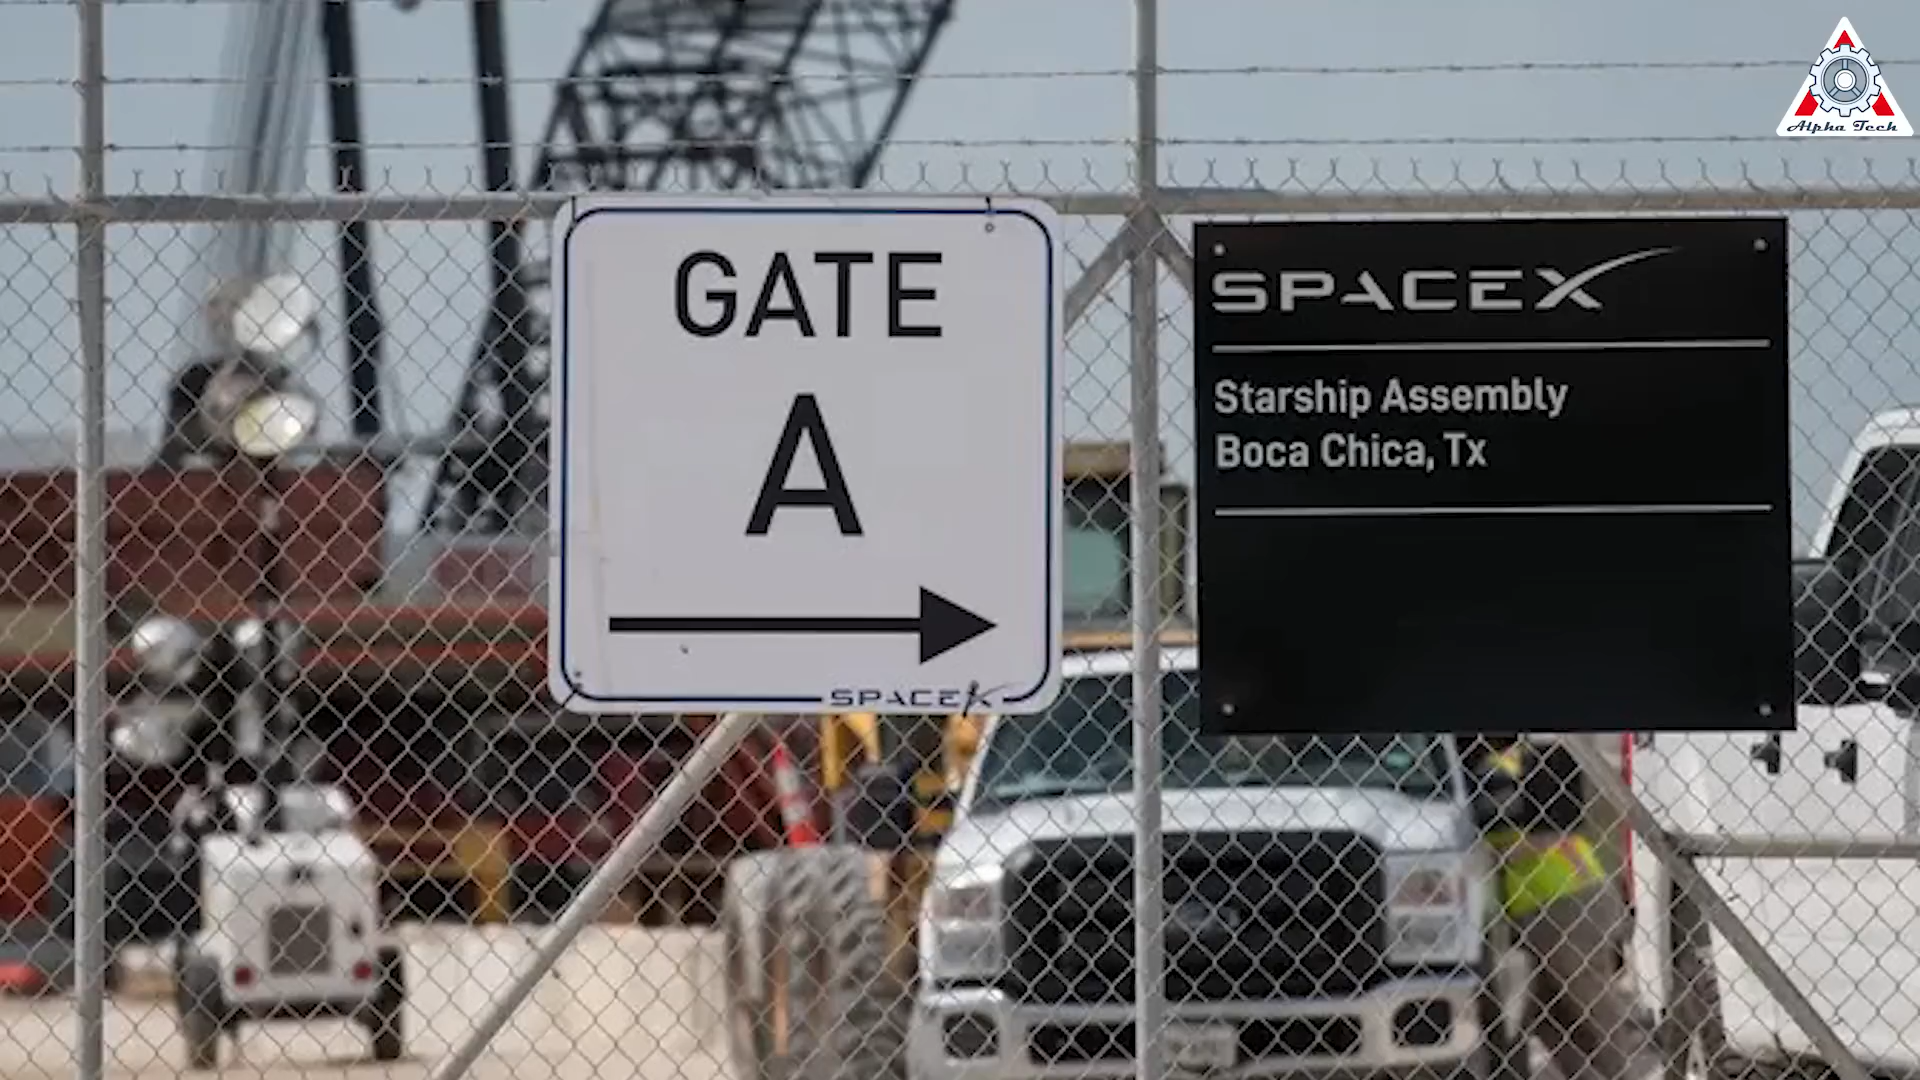 GATE
A
SPACEX
SPACEX
Starship Assembly
Boca Chica, Tx
Alpha Tech